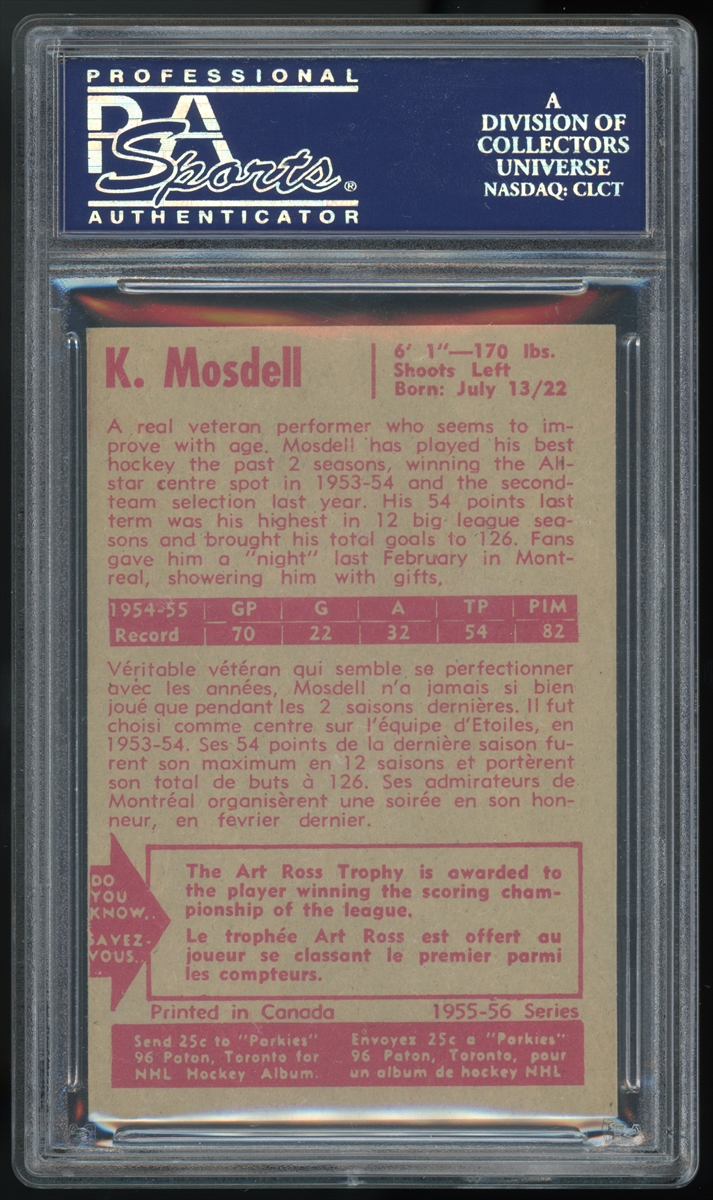 PROFESSIONAL
PSA
Sports®
AUTHENTICATOR
A
DIVISION OF
COLLECTORS
UNIVERSE
NASDAQ: CLCT
K. Mosdell
6' 1"—170 lbs.
Shoots Left
Born: July 13/22
A real veteran performer who seems to im-
prove with age. Mosdell has played his best
hockey the past 2 seasons, winning the All-
star centre spot in 1953-54 and the second-
team selection last year. His 54 points last
term was his highest in 12 big league sea-
sons and brought his total goals to 126. Fans
gave him a "night" last February in Mont-
real, showering him with gifts.
1954-55 | GP | G | A | TP | PIM
Record | 70 | 22 | 32 | 54 | 82
Véritable vétéran qui semble se perfectionner
avec les années, Mosdell n'a jamais si bien
joué que pendant les 2 saisons dernières. Il fut
choisi comme centre sur l'équipe d'Etoiles, en
1953-54. Ses 54 points de la dernière saison fu-
rent son maximum en 12 saisons et portèrent
son total de buts à 126. Ses admirateurs de
Montréal organisèrent une soirée en son hon-
neur, en février dernier.
DO
YOU
KNOW..
SAVEZ-
VOUS..
The Art Ross Trophy is awarded to
the player winning the scoring cham-
pionship of the league.
Le trophée Art Ross est offert au
joueur se classant le premier parmi
les compteurs.
Printed in Canada
1955-56 Series
Send 25c to "Parkies"
96 Paton, Toronto for
NHL Hockey Album.
Envoyez 25c a "Parkies"
96 Paton, Toronto, pour
un album de hockey NHL